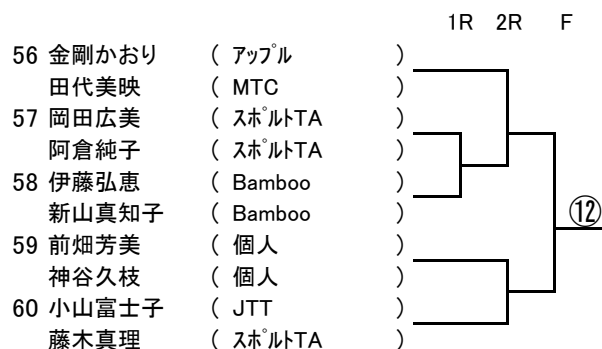 1R 2R F
56 金剛かおり ( アップル )
田代美映 ( MTC )
57 岡田広美 ( スポルトTA )
阿倉純子 ( スポルトTA )
58 伊藤弘恵 ( Bamboo )
新山真知子 ( Bamboo )
⑫
59 前畑芳美 ( 個人 )
神谷久枝 ( 個人 )
60 小山富士子 ( JTT )
藤木真理 ( スポルトTA )